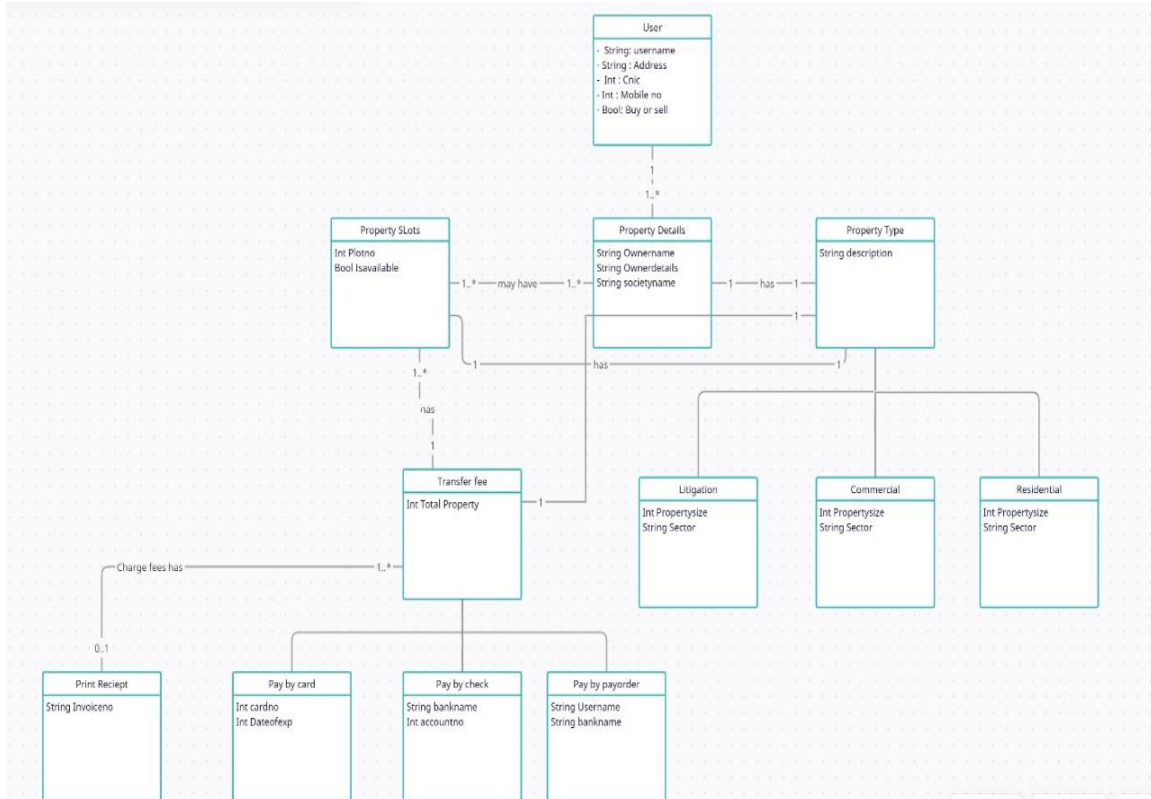 User
- String: username
- String : Address
- Int : Cnic
- Int : Mobile no
- Bool: Buy or sell
1
1..*
Property SLots
Int Plotno
Bool Isavailable
Property Details
String Ownername
String Ownerdetails
String societyname
Property Type
String description
1..* may have 1..*
1 has 1
1
1 has 1
1..*
has
1
Transfer fee
Int Total Property
1
Litigation
Int Propertysize
String Sector
Commercial
Int Propertysize
String Sector
Residential
Int Propertysize
String Sector
Charge fees has 1..*
0..1
Print Reciept
String Invoiceno
Pay by card
Int cardno
Int Dateofexp
Pay by check
String bankname
Int accountno
Pay by payorder
String Username
String bankname